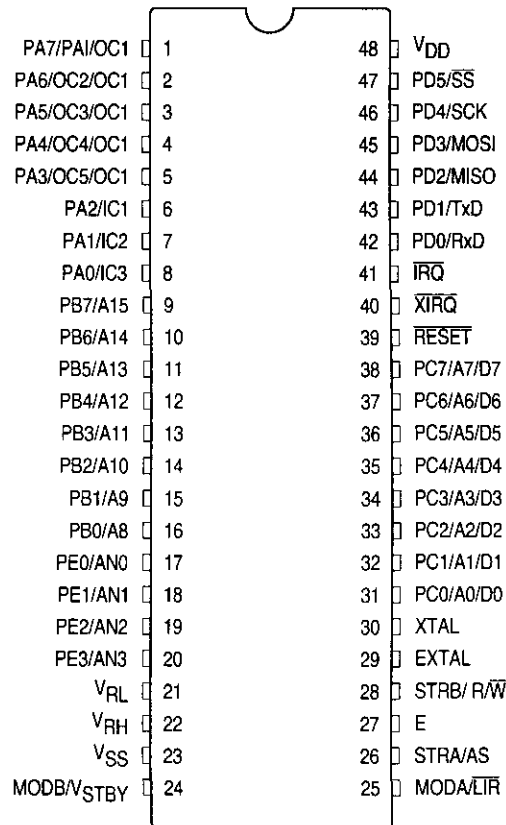 PA7/PAI/OC1 1 48 VDD
PA6/OC2/OC1 2 47 PD5/S̅S̅
PA5/OC3/OC1 3 46 PD4/SCK
PA4/OC4/OC1 4 45 PD3/MOSI
PA3/OC5/OC1 5 44 PD2/MISO
PA2/IC1 6 43 PD1/TxD
PA1/IC2 7 42 PD0/RxD
PA0/IC3 8 41 I̅R̅Q̅
PB7/A15 9 40 X̅I̅R̅Q̅
PB6/A14 10 39 R̅E̅S̅E̅T̅
PB5/A13 11 38 PC7/A7/D7
PB4/A12 12 37 PC6/A6/D6
PB3/A11 13 36 PC5/A5/D5
PB2/A10 14 35 PC4/A4/D4
PB1/A9 15 34 PC3/A3/D3
PB0/A8 16 33 PC2/A2/D2
PE0/AN0 17 32 PC1/A1/D1
PE1/AN1 18 31 PC0/A0/D0
PE2/AN2 19 30 XTAL
PE3/AN3 20 29 EXTAL
VRL 21 28 STRB/ R/W̅
VRH 22 27 E
VSS 23 26 STRA/AS
MODB/VSTBY 24 25 MODA/L̅I̅R̅